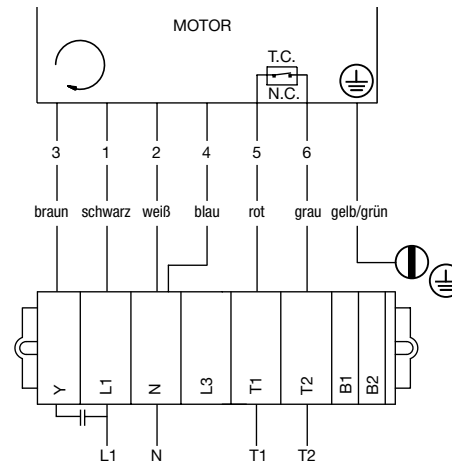 MOTOR
T.C.
N.C.
3 1 2 4 5 6
braun schwarz weiß blau rot grau gelb/grün
Y L1 N L3 T1 T2 B1 B2
L1 N T1 T2